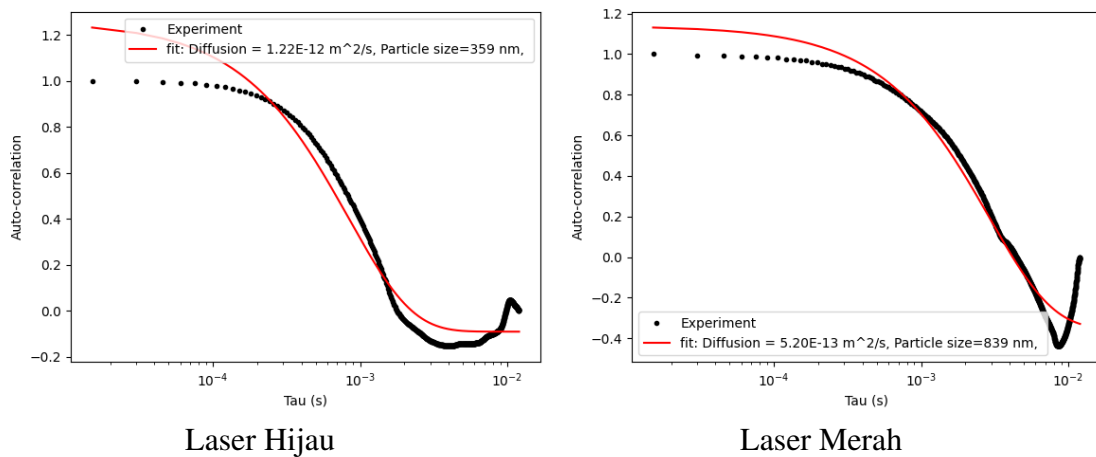 Experiment
fit: Diffusion = 1.22E-12 m^2/s, Particle size=359 nm,
Auto-correlation
1.2
1.0
0.8
0.6
0.4
0.2
0.0
−0.2
10⁻⁴
10⁻³
10⁻²
Tau (s)
Laser Hijau
1.0
0.8
0.6
0.4
0.2
0.0
−0.2
−0.4
Auto-correlation
Experiment
fit: Diffusion = 5.20E-13 m^2/s, Particle size=839 nm,
10⁻⁴
10⁻³
10⁻²
Tau (s)
Laser Merah